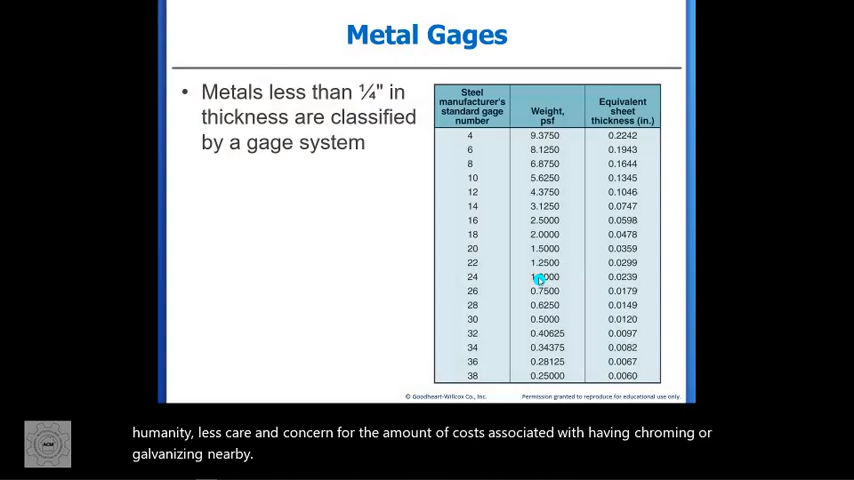 Metal Gages
• Metals less than ¼" in
thickness are classified
by a gage system
Steel
manufacturer's
standard gage
number
Weight,
psf
Equivalent
sheet
thickness (in.)
4 9.3750 0.2242
6 8.1250 0.1943
8 6.8750 0.1644
10 5.6250 0.1345
12 4.3750 0.1046
14 3.1250 0.0747
16 2.5000 0.0598
18 2.0000 0.0478
20 1.5000 0.0359
22 1.2500 0.0299
24 0.0239
26 0.7500 0.0179
28 0.6250 0.0149
30 0.5000 0.0120
32 0.40625 0.0097
34 0.34375 0.0082
36 0.28125 0.0067
38 0.25000 0.0060
© Goodheart-Willcox Co., Inc. Permission granted to reproduce for educational use only.
ACM
humanity, less care and concern for the amount of costs associated with having chroming or
galvanizing nearby.